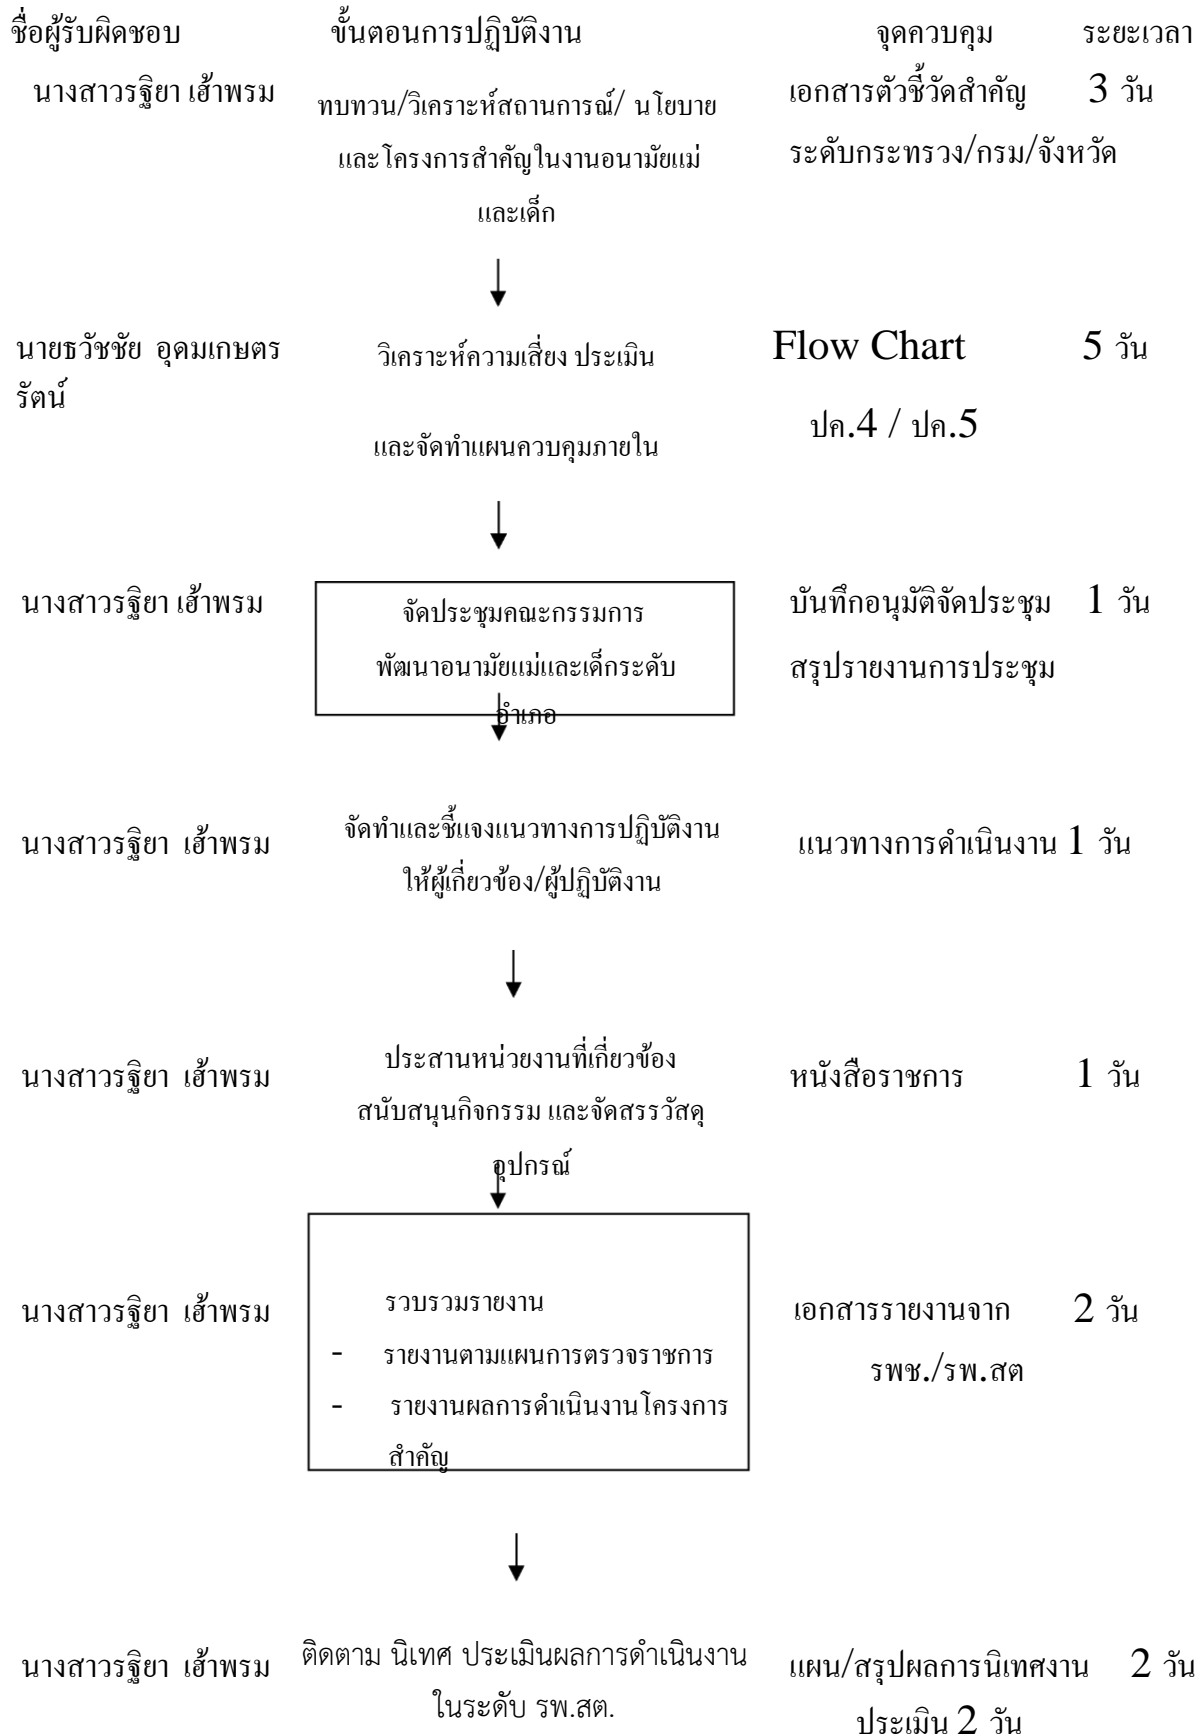 ชื่อผู้รับผิดชอบ ขั้นตอนการปฏิบัติงาน จุดควบคุม ระยะเวลา
นางสาวรฐิยา เฮ้าพรม
ทบทวน/วิเคราะห์สถานการณ์/ นโยบาย
และโครงการสำคัญในงานอนามัยแม่
และเด็ก
เอกสารตัวชี้วัดสำคัญ 3 วัน
ระดับกระทรวง/กรม/จังหวัด
นายธวัชชัย อุดมเกษตร
รัตน์
วิเคราะห์ความเสี่ยง ประเมิน
และจัดทำแผนควบคุมภายใน
Flow Chart 5 วัน
ปค.4 / ปค.5
นางสาวรฐิยา เฮ้าพรม
จัดประชุมคณะกรรมการ
พัฒนาอนามัยแม่และเด็กระดับ
อำเภอ
บันทึกอนุมัติจัดประชุม 1 วัน
สรุปรายงานการประชุม
นางสาวรฐิยา เฮ้าพรม
จัดทำและชี้แจงแนวทางการปฏิบัติงาน
ให้ผู้เกี่ยวข้อง/ผู้ปฏิบัติงาน
แนวทางการดำเนินงาน 1 วัน
นางสาวรฐิยา เฮ้าพรม
ประสานหน่วยงานที่เกี่ยวข้อง
สนับสนุนกิจกรรม และจัดสรรวัสดุ
อุปกรณ์
หนังสือราชการ 1 วัน
นางสาวรฐิยา เฮ้าพรม
รวบรวมรายงาน
- รายงานตามแผนการตรวจราชการ
- รายงานผลการดำเนินงานโครงการ
สำคัญ
เอกสารรายงานจาก 2 วัน
รพช./รพ.สต
นางสาวรฐิยา เฮ้าพรม
ติดตาม นิเทศ ประเมินผลการดำเนินงาน
ในระดับ รพ.สต.
แผน/สรุปผลการนิเทศงาน 2 วัน
ประเมิน 2 วัน